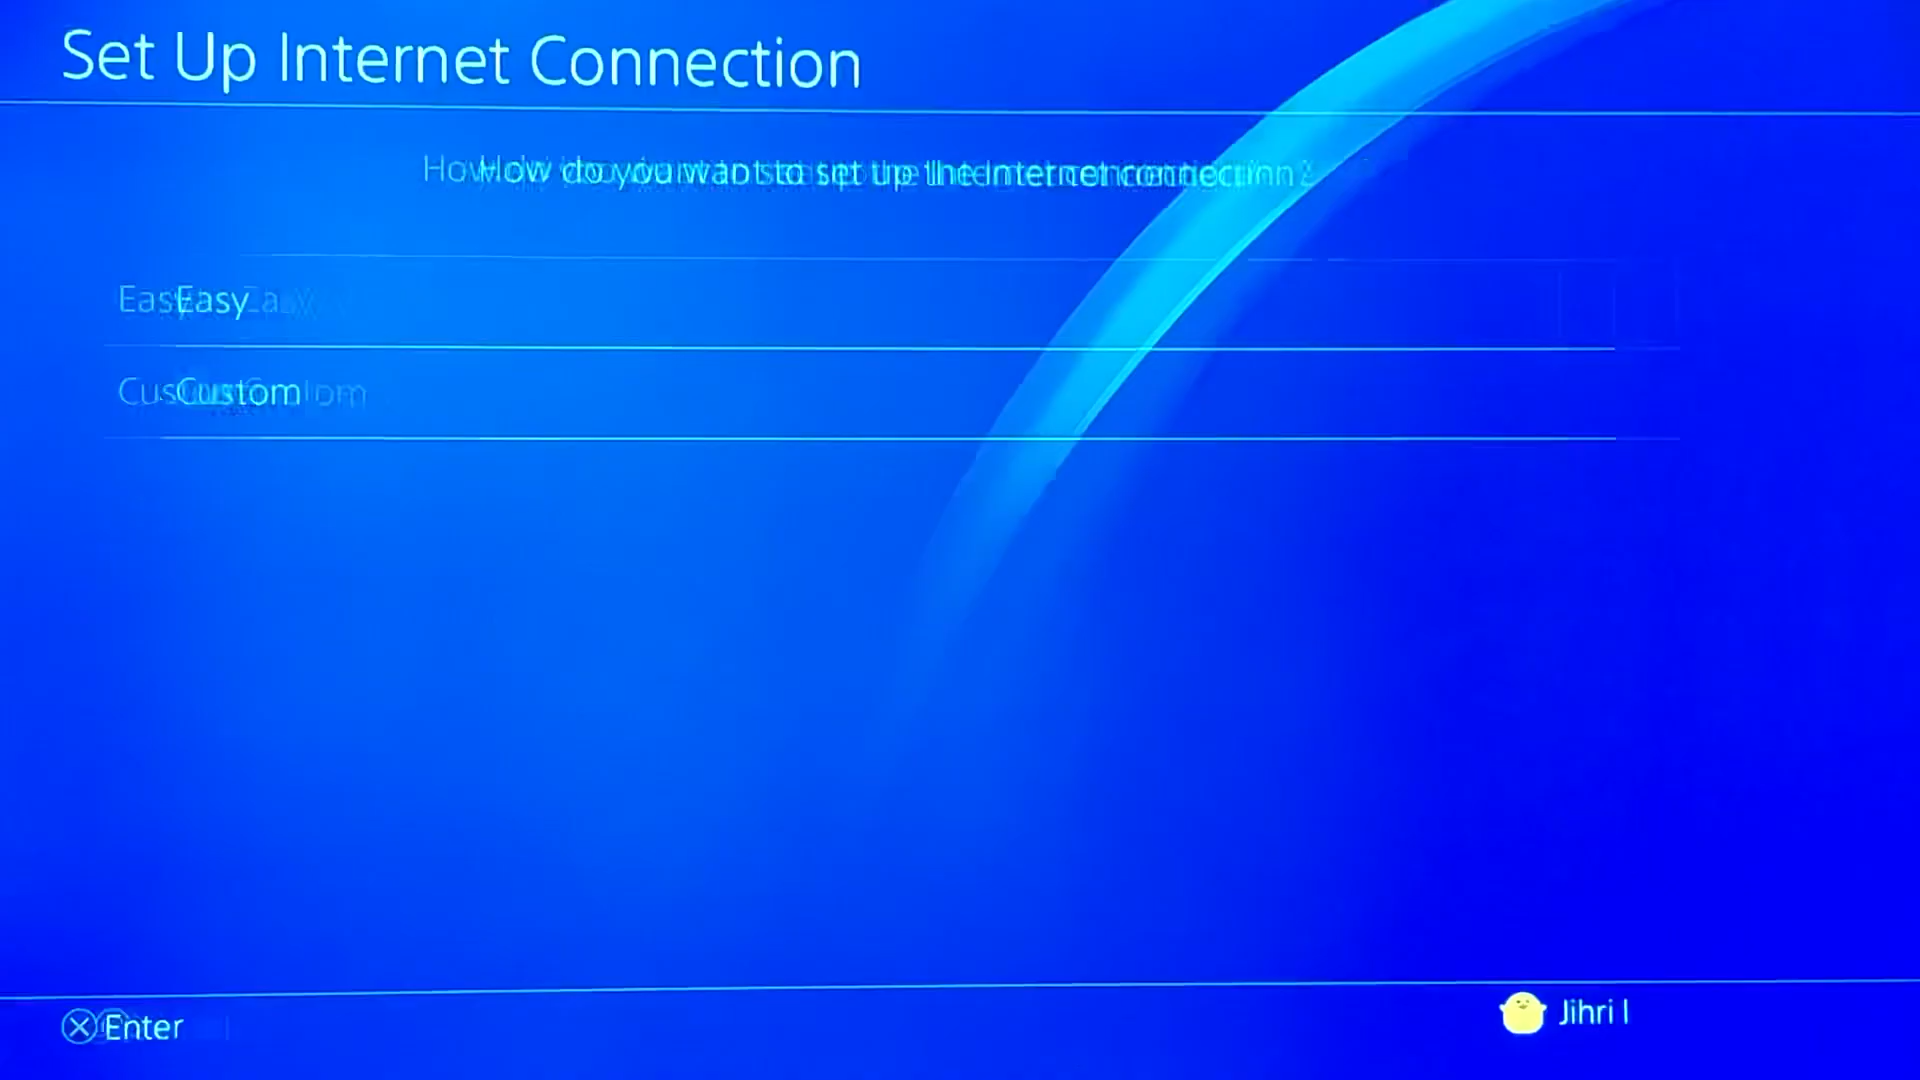 Set Up Internet Connection
How do you want to set up the Internet connection?
Easy
Custom
Enter
Jihri